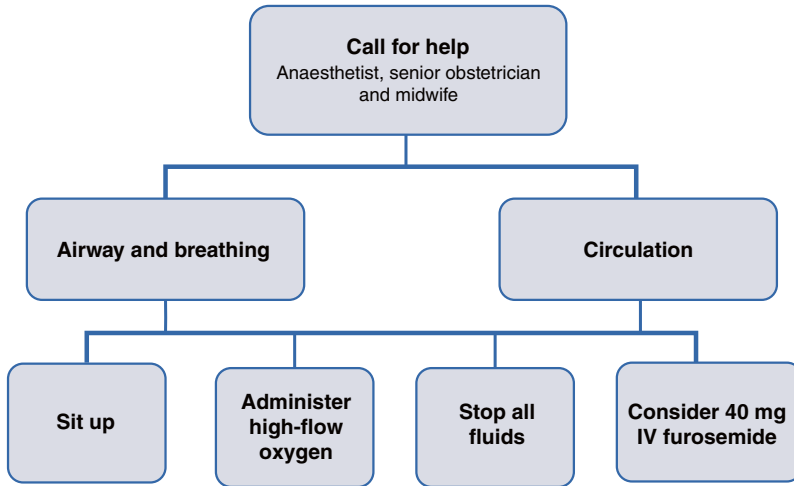 Call for help
Anaesthetist, senior obstetrician
and midwife
Airway and breathing
Circulation
Sit up
Administer
high-flow
oxygen
Stop all
fluids
Consider 40 mg
IV furosemide